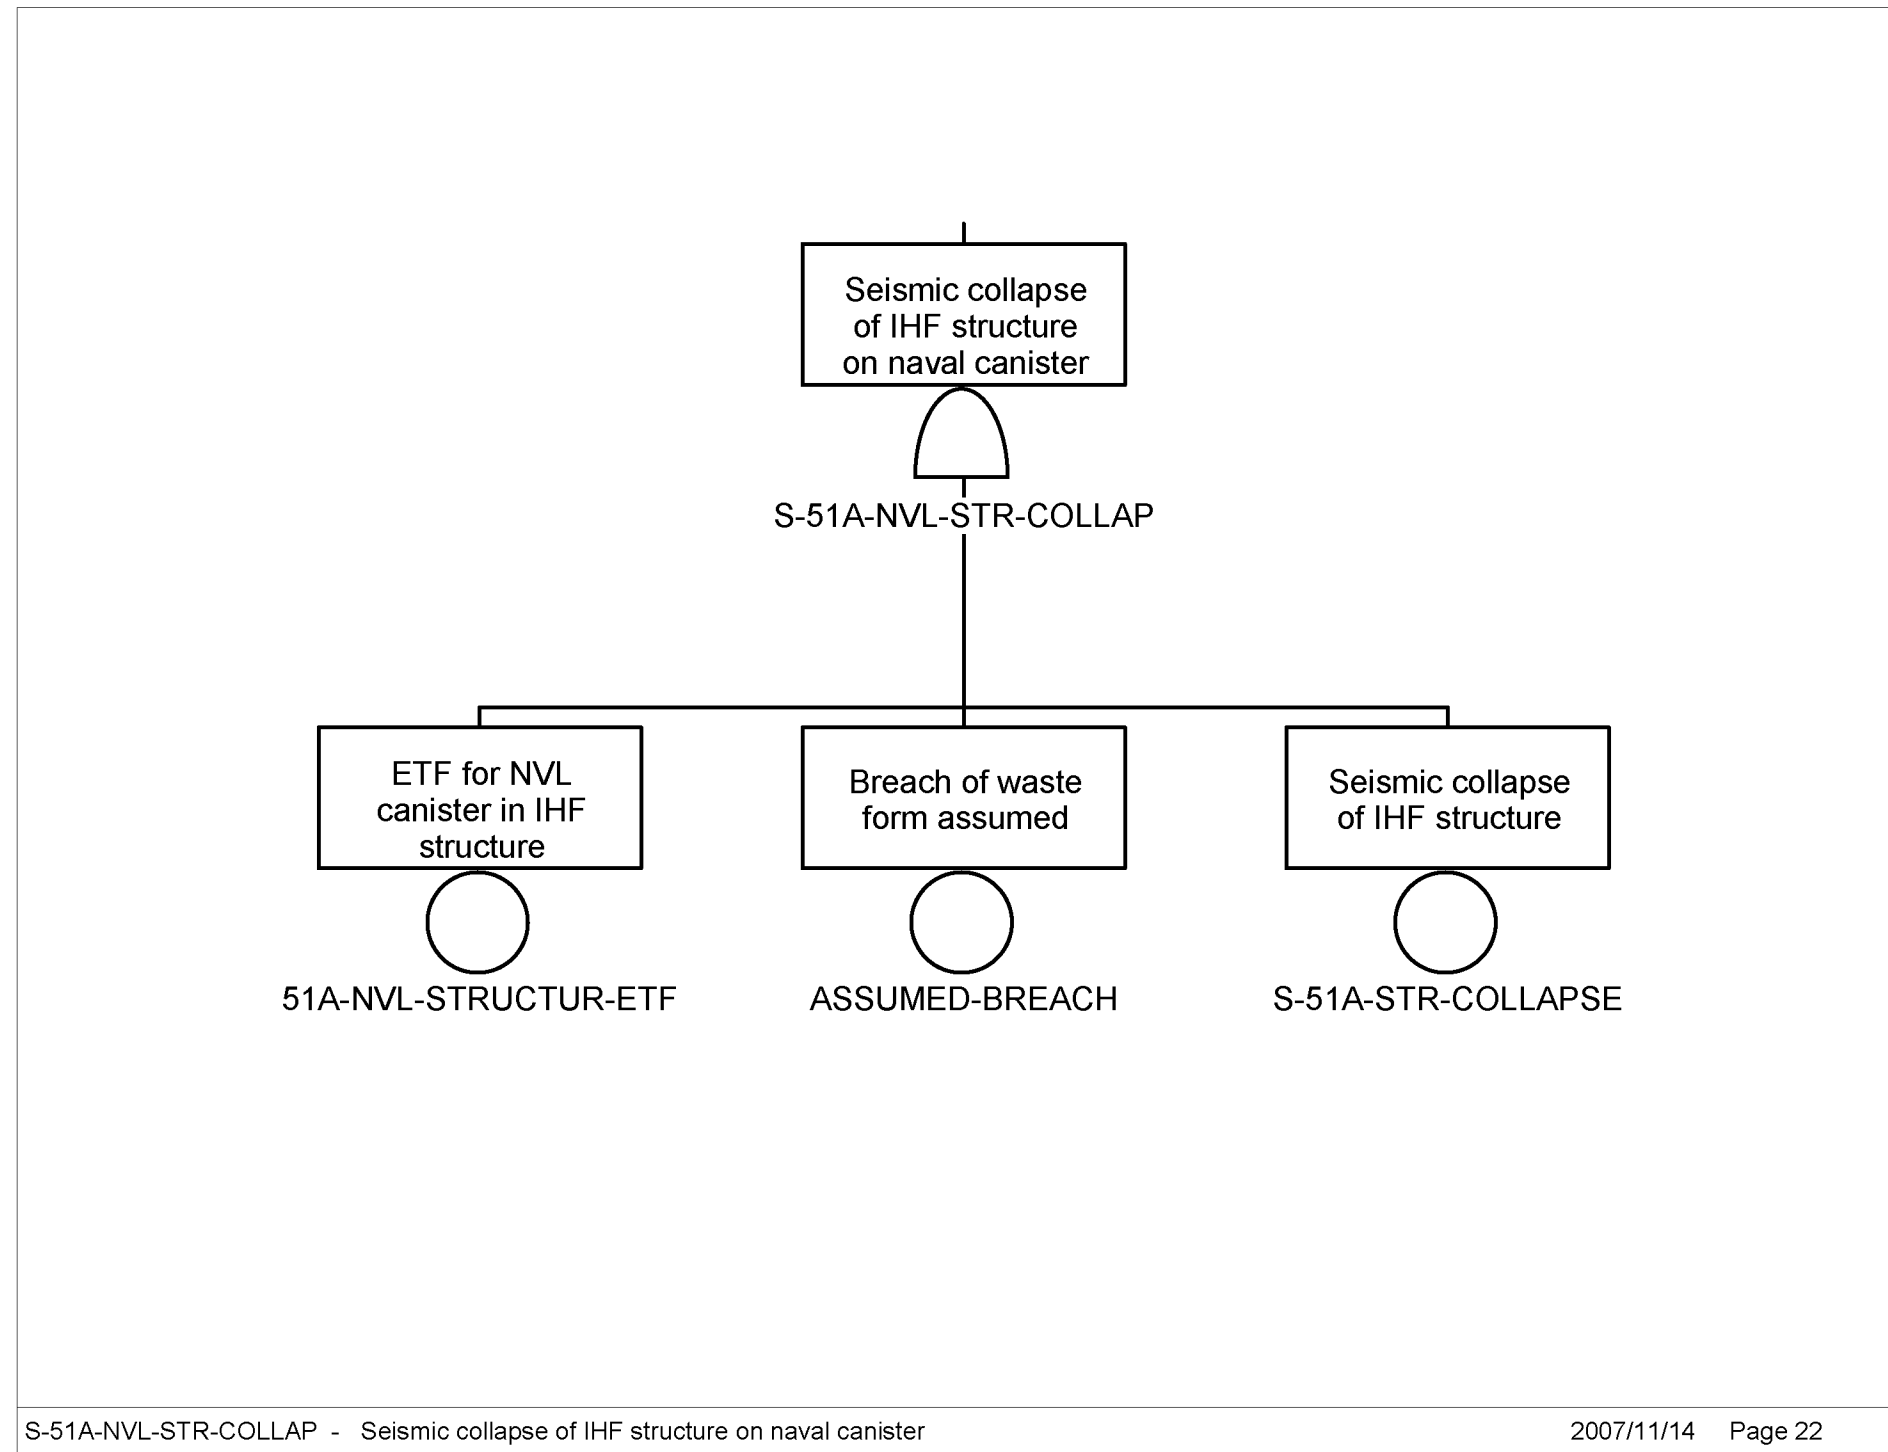 Seismic collapse
of IHF structure
on naval canister
S-51A-NVL-STR-COLLAP
ETF for NVL
canister in IHF
structure
Breach of waste
form assumed
Seismic collapse
of IHF structure
51A-NVL-STRUCTUR-ETF
ASSUMED-BREACH
S-51A-STR-COLLAPSE
S-51A-NVL-STR-COLLAP - Seismic collapse of IHF structure on naval canister
2007/11/14 Page 22